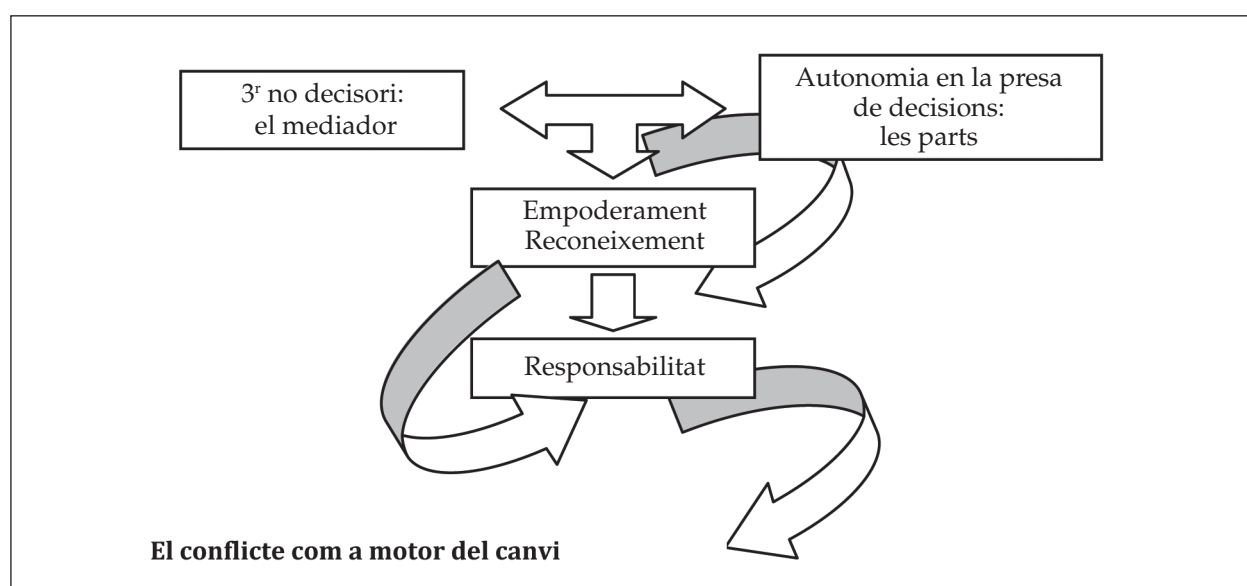 3ʳ no decisori:
el mediador
Autonomia en la presa
de decisions:
les parts
Empoderament
Reconeixement
Responsabilitat
El conflicte com a motor del canvi